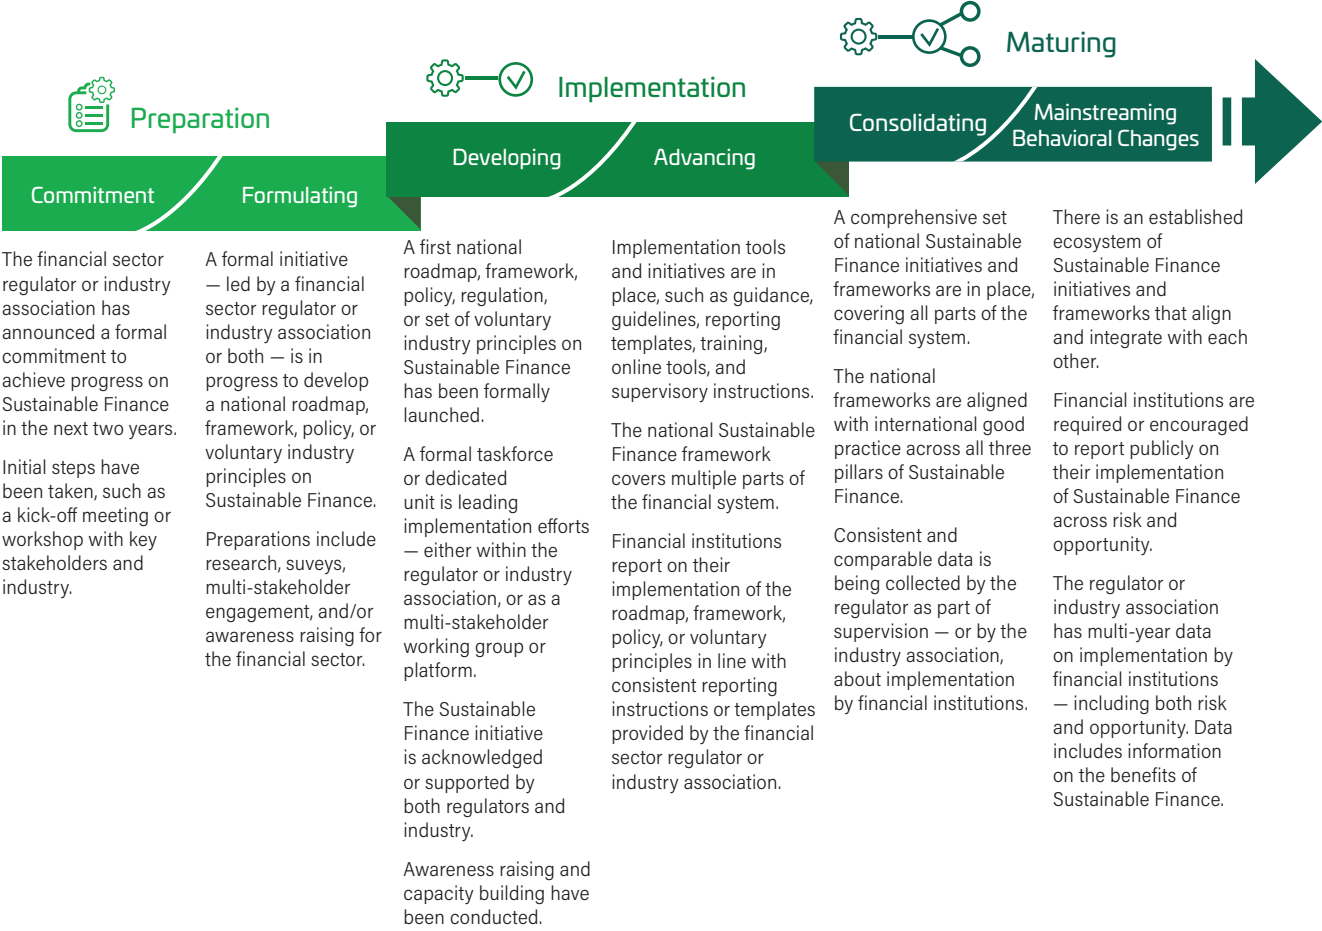 Preparation
Commitment
Formulating
The financial sector
regulator or industry
association has
announced a formal
commitment to
achieve progress on
Sustainable Finance
in the next two years.
Initial steps have
been taken, such as
a kick-off meeting or
workshop with key
stakeholders and
industry.
A formal initiative
— led by a financial
sector regulator or
industry association
or both — is in
progress to develop
a national roadmap,
framework, policy, or
voluntary industry
principles on
Sustainable Finance.
Preparations include
research, suveys,
multi-stakeholder
engagement, and/or
awareness raising for
the financial sector.
Implementation
Developing
Advancing
A first national
roadmap, framework,
policy, regulation,
or set of voluntary
industry principles on
Sustainable Finance
has been formally
launched.
A formal taskforce
or dedicated
unit is leading
implementation efforts
— either within the
regulator or industry
association, or as a
multi-stakeholder
working group or
platform.
The Sustainable
Finance initiative
is acknowledged
or supported by
both regulators and
industry.
Awareness raising and
capacity building have
been conducted.
Implementation tools
and initiatives are in
place, such as guidance,
guidelines, reporting
templates, training,
online tools, and
supervisory instructions.
The national Sustainable
Finance framework
covers multiple parts of
the financial system.
Financial institutions
report on their
implementation of the
roadmap, framework,
policy, or voluntary
principles in line with
consistent reporting
instructions or templates
provided by the financial
sector regulator or
industry association.
Maturing
Consolidating
Mainstreaming
Behavioral Changes
A comprehensive set
of national Sustainable
Finance initiatives and
frameworks are in place,
covering all parts of the
financial system.
The national
frameworks are aligned
with international good
practice across all three
pillars of Sustainable
Finance.
Consistent and
comparable data is
being collected by the
regulator as part of
supervision — or by the
industry association,
about implementation
by financial institutions.
There is an established
ecosystem of
Sustainable Finance
initiatives and
frameworks that align
and integrate with each
other.
Financial institutions are
required or encouraged
to report publicly on
their implementation
of Sustainable Finance
across risk and
opportunity.
The regulator or
industry association
has multi-year data
on implementation by
financial institutions
— including both risk
and opportunity. Data
includes information
on the benefits of
Sustainable Finance.